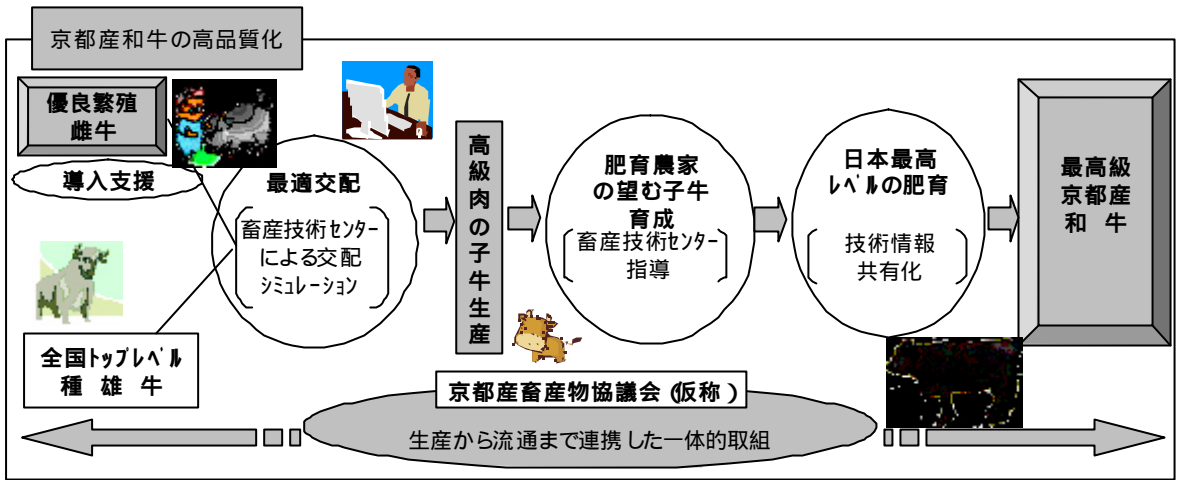 京都産和牛の高品質化
優良繁殖
雌牛
導入支援
全国トップレベル
種 雄 牛
最適交配
畜産技術センター
による交配
シミュレーション
高級肉の子牛生産
肥育農家
の望む子牛
育成
畜産技術センター
指導
日本最高
レベルの肥育
技術情報
共有化
最高級
京都産
和 牛
京都産畜産物協議会(仮称)
生産から流通まで連携した一体的取組